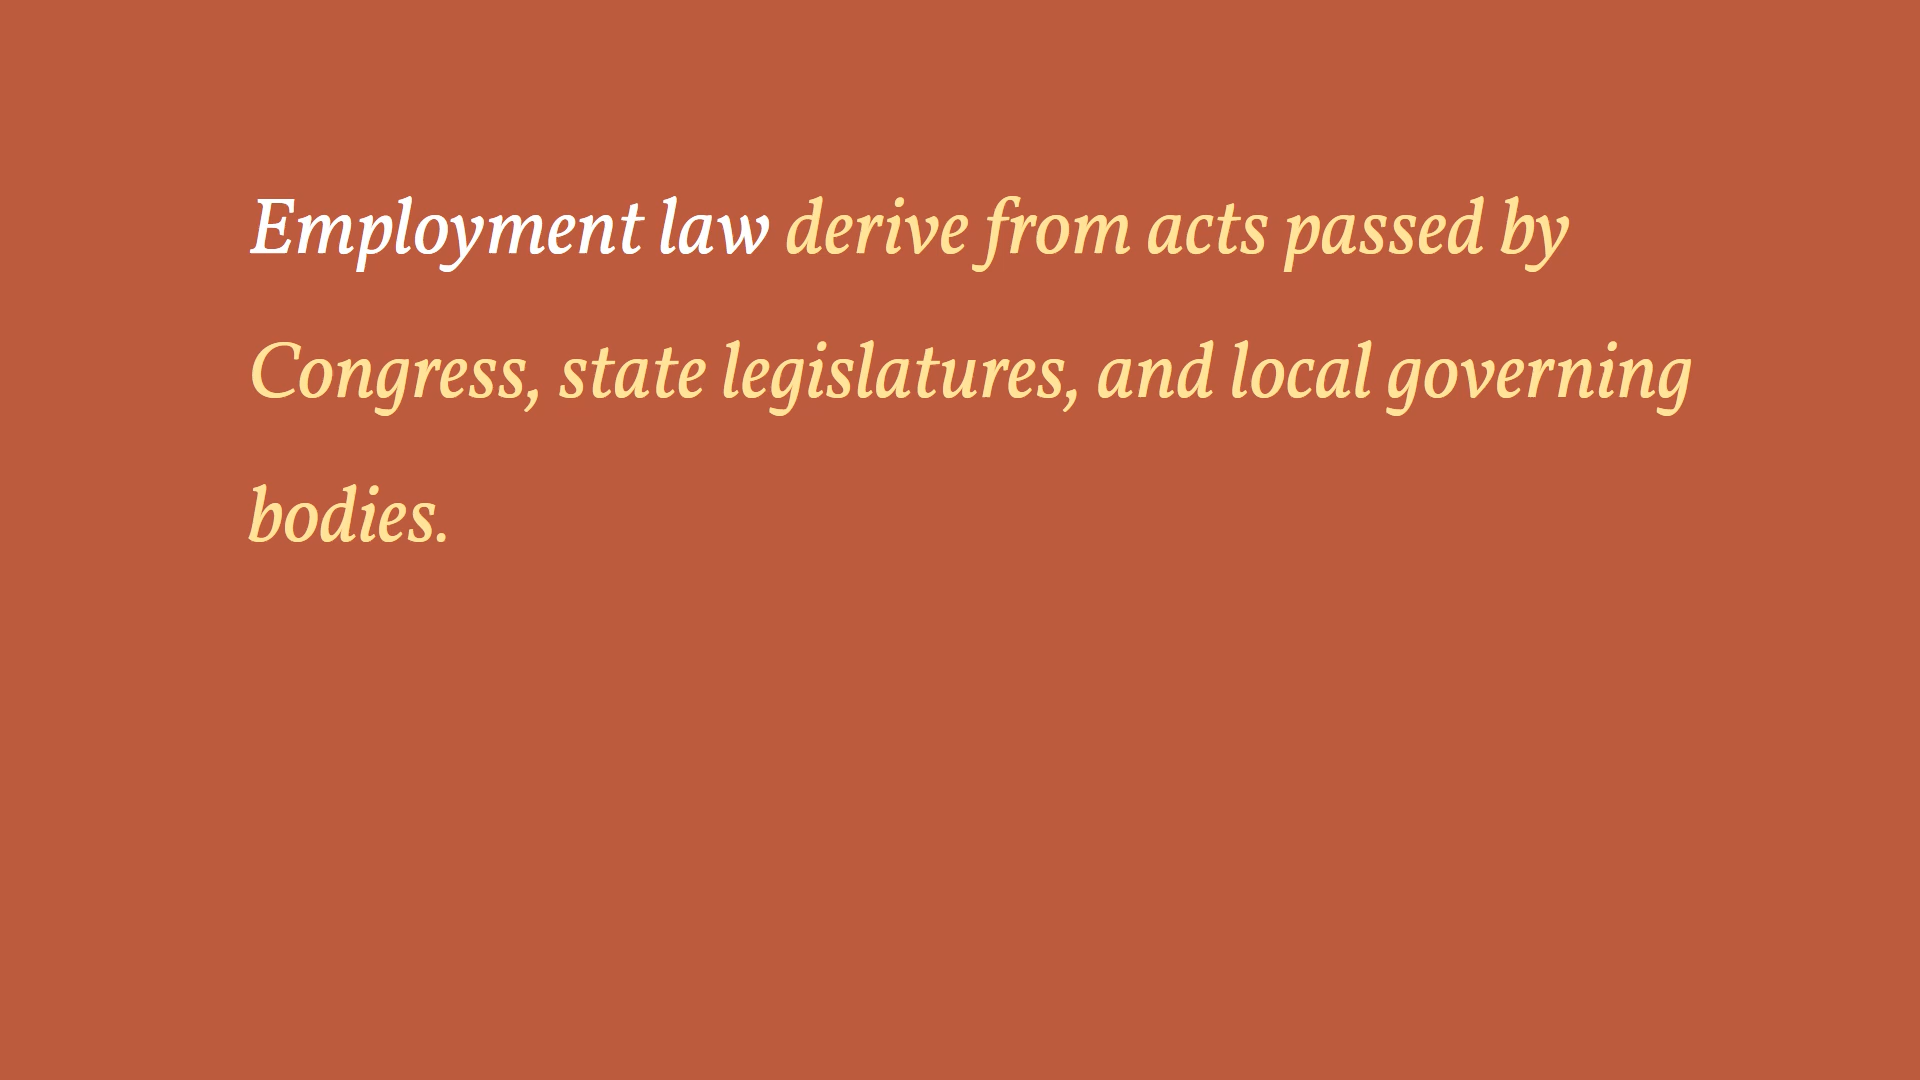 Employment law derive from acts passed by
Congress, state legislatures, and local governing
bodies.